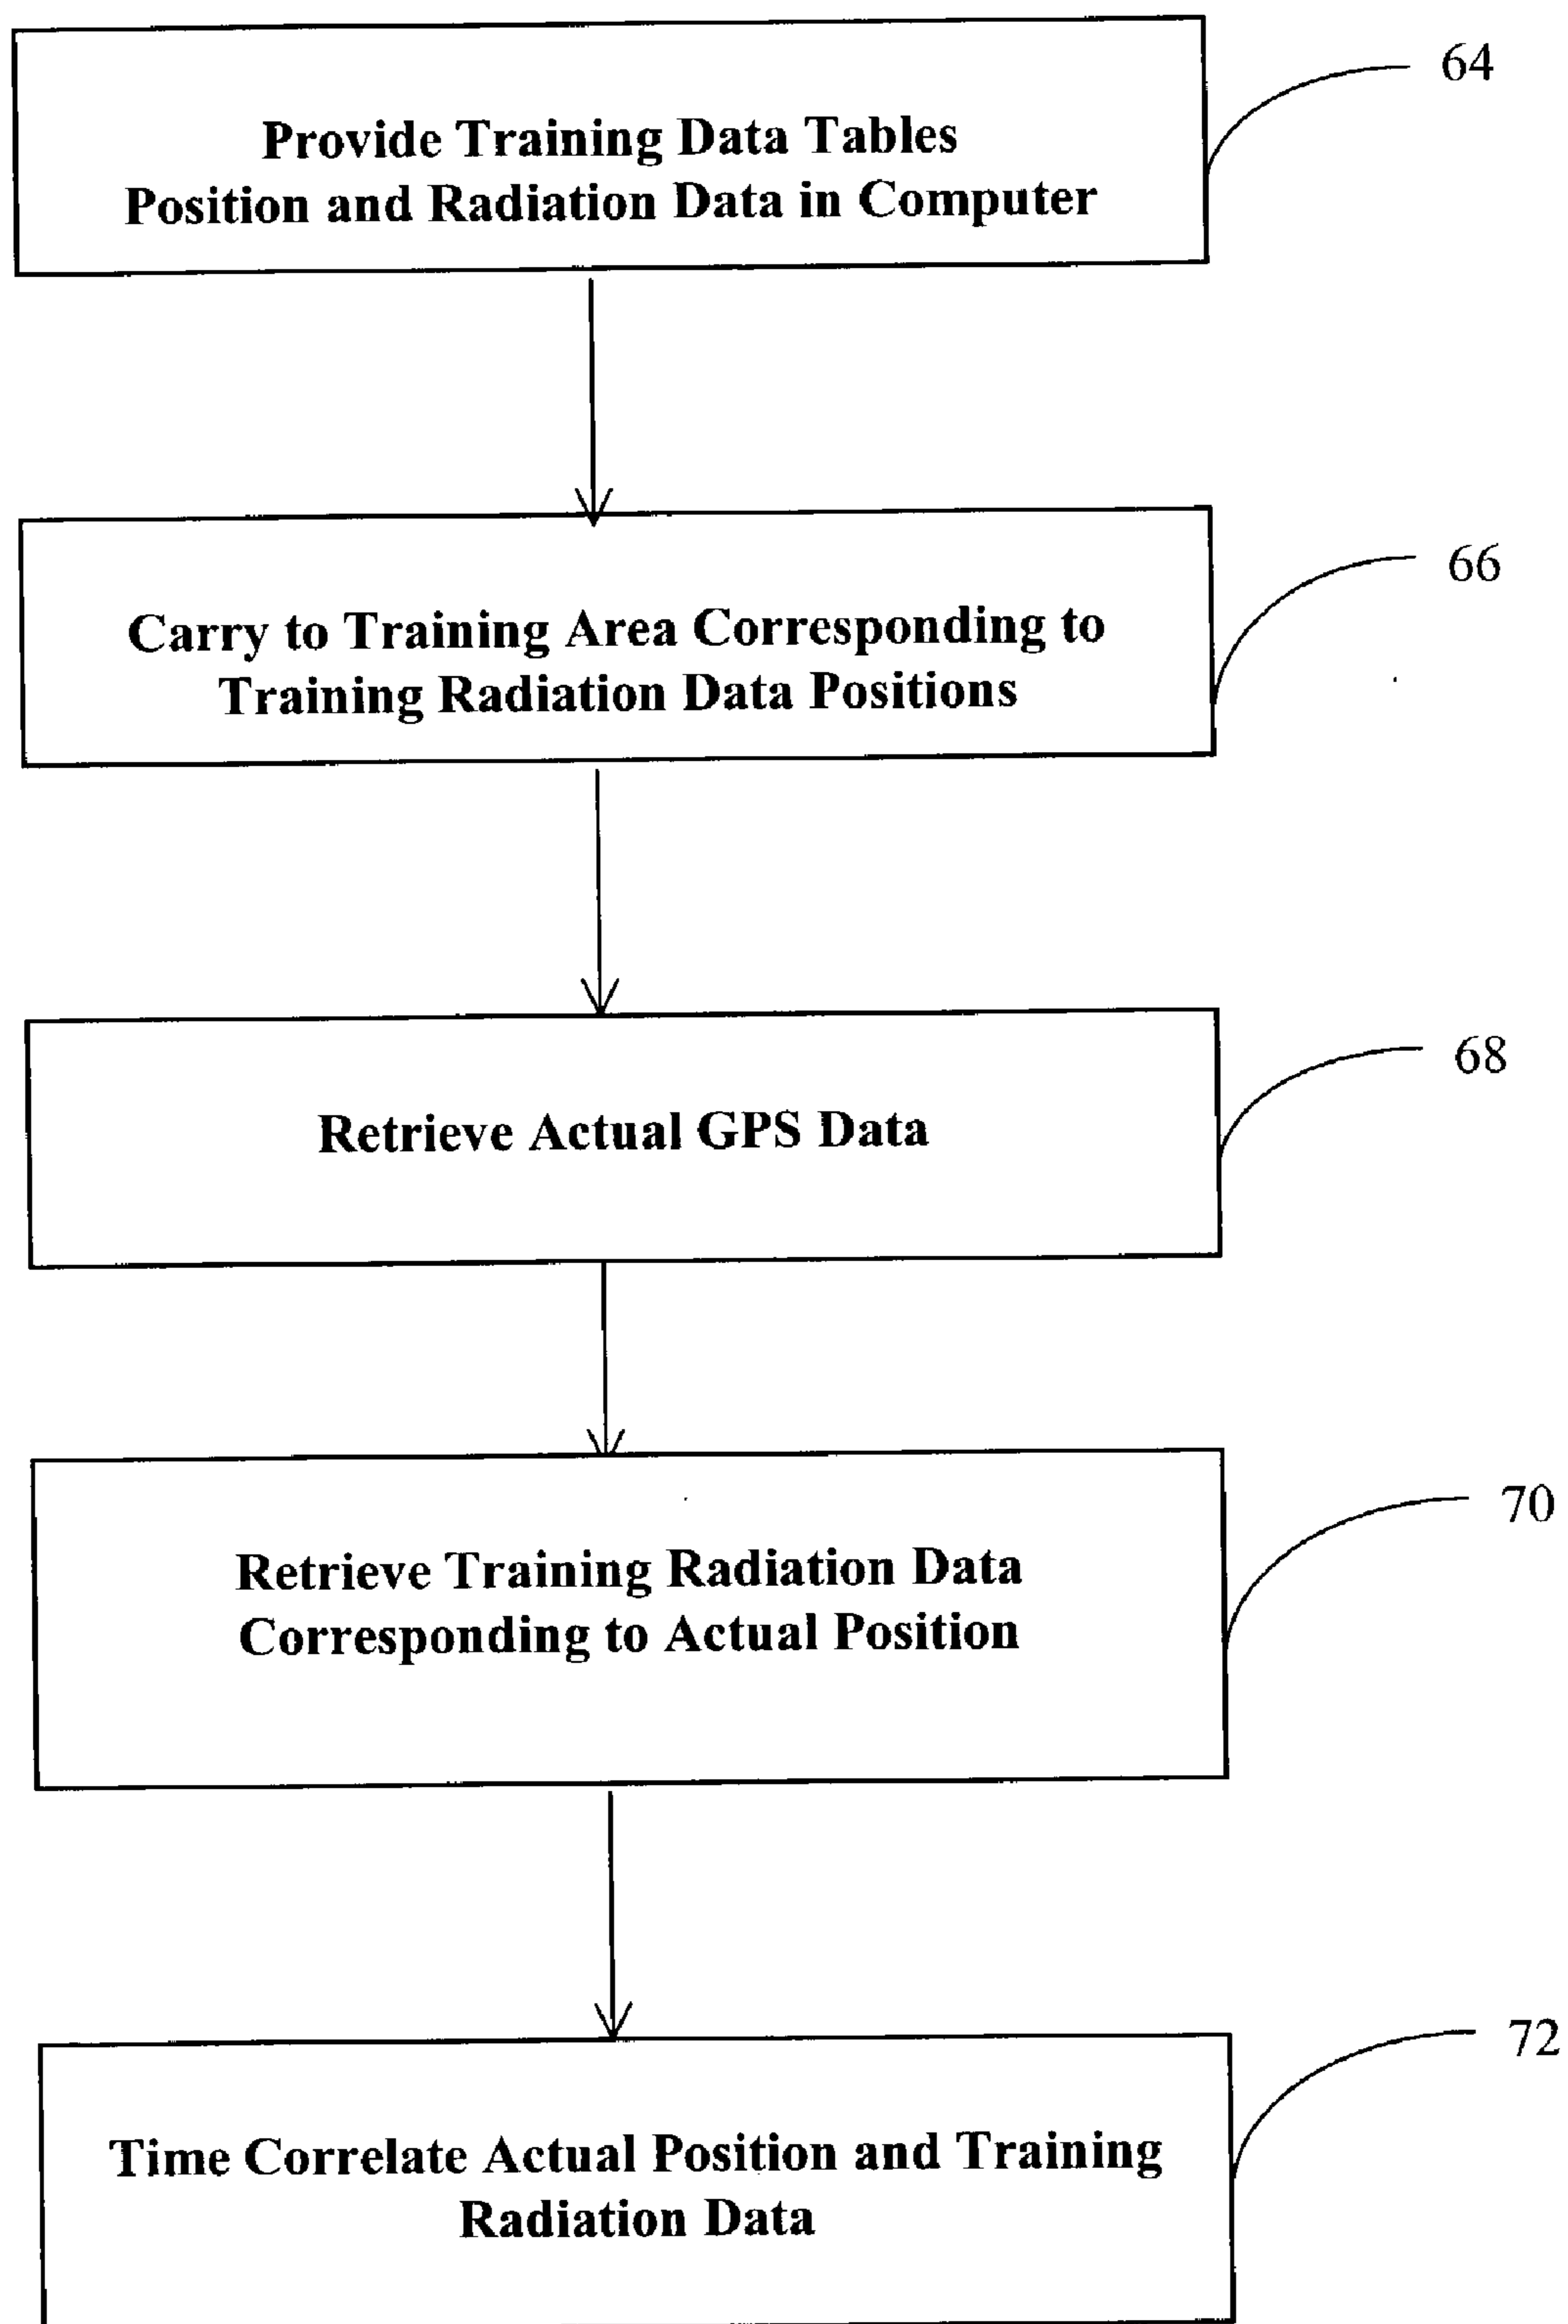 64
Provide Training Data Tables
Position and Radiation Data in Computer
66
Carry to Training Area Corresponding to
Training Radiation Data Positions
68
Retrieve Actual GPS Data
70
Retrieve Training Radiation Data
Corresponding to Actual Position
72
Time Correlate Actual Position and Training
Radiation Data